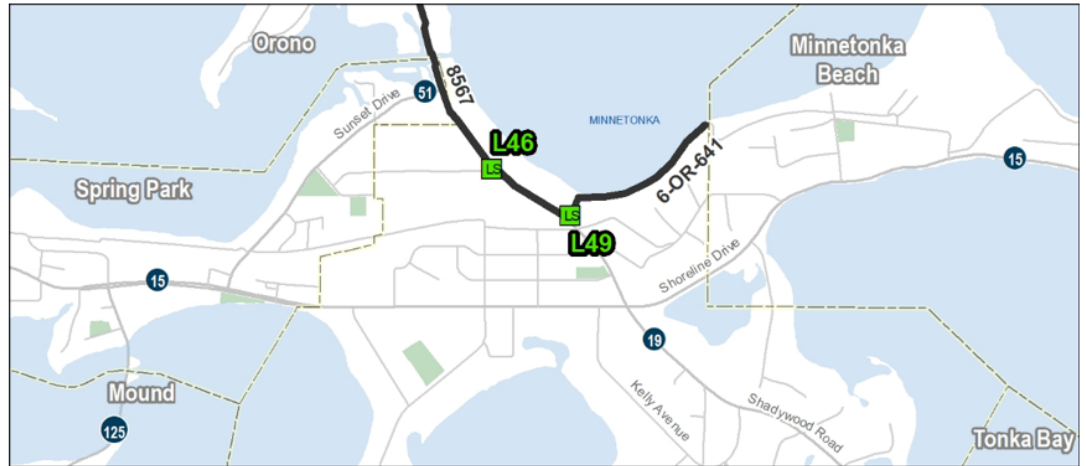 Orono
Minnetonka
Beach
8567
51
Sunset Drive
L46
LS
MINNETONKA
6-OR-641
15
Spring Park
LS
L49
Shoreline Drive
15
19
Mound
Kelly Avenue
Shadywood Road
125
Tonka Bay